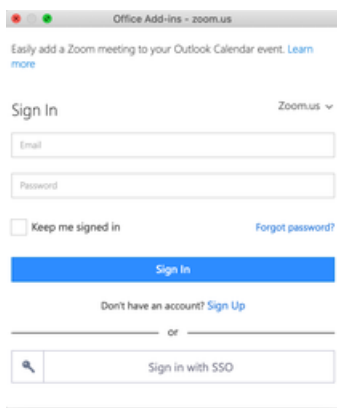 Office Add-ins - zoom.us
Easily add a Zoom meeting to your Outlook Calendar event. Learn
more
Sign In
Zoom.us
Email
Password
Keep me signed in
Forgot password?
Sign In
Don't have an account? Sign Up
or
Sign in with SSO